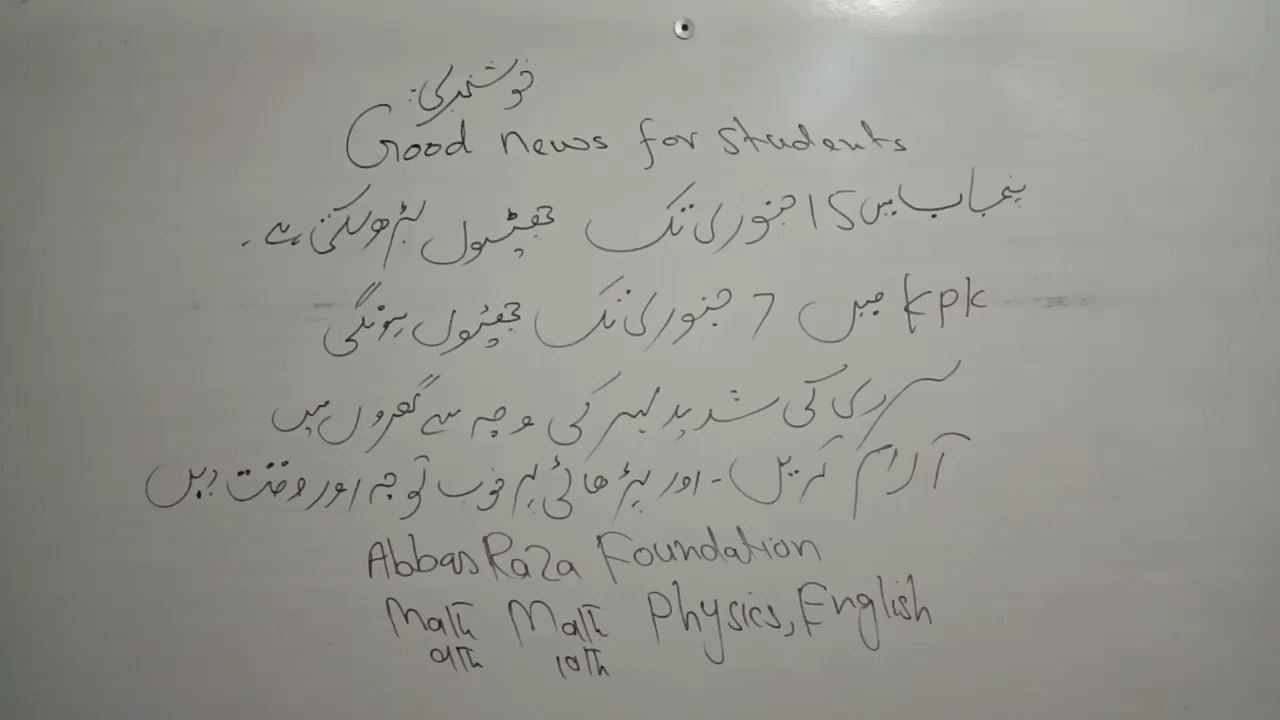 خوشخبری:
Good news for students
پنجاب میں 15 جنوری تک چھٹیوں بڑھ سکتی ہے۔
kpk میں 7 جنوری تک چھٹیوں ہونگی
سردی کی شدید لہر کی وجہ سے گھروں میں
آرام کریں۔ اور پڑھائی پر خوب توجہ اور وقت دیں
Abbas Raza Foundation
Math Math Physics, English
9th 10th